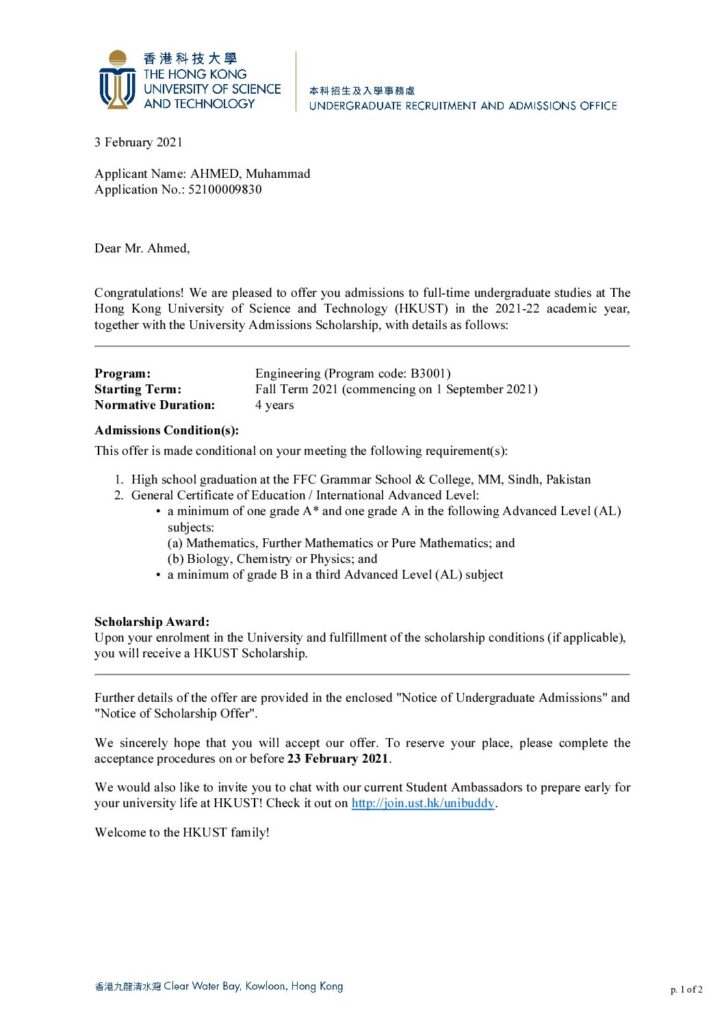 香港科技大學
THE HONG KONG
UNIVERSITY OF SCIENCE
AND TECHNOLOGY
本科招生及入學事務處
UNDERGRADUATE RECRUITMENT AND ADMISSIONS OFFICE
3 February 2021
Applicant Name: AHMED, Muhammad
Application No.: 52100009830
Dear Mr. Ahmed,
Congratulations! We are pleased to offer you admissions to full-time undergraduate studies at The
Hong Kong University of Science and Technology (HKUST) in the 2021-22 academic year,
together with the University Admissions Scholarship, with details as follows:
Program: Engineering (Program code: B3001)
Starting Term: Fall Term 2021 (commencing on 1 September 2021)
Normative Duration: 4 years
Admissions Condition(s):
This offer is made conditional on your meeting the following requirement(s):
1. High school graduation at the FFC Grammar School & College, MM, Sindh, Pakistan
2. General Certificate of Education / International Advanced Level:
• a minimum of one grade A* and one grade A in the following Advanced Level (AL)
subjects:
(a) Mathematics, Further Mathematics or Pure Mathematics; and
(b) Biology, Chemistry or Physics; and
• a minimum of grade B in a third Advanced Level (AL) subject
Scholarship Award:
Upon your enrolment in the University and fulfillment of the scholarship conditions (if applicable),
you will receive a HKUST Scholarship.
Further details of the offer are provided in the enclosed "Notice of Undergraduate Admissions" and
"Notice of Scholarship Offer".
We sincerely hope that you will accept our offer. To reserve your place, please complete the
acceptance procedures on or before 23 February 2021.
We would also like to invite you to chat with our current Student Ambassadors to prepare early for
your university life at HKUST! Check it out on http://join.ust.hk/unibuddy.
Welcome to the HKUST family!
香港九龍清水灣 Clear Water Bay, Kowloon, Hong Kong
p. 1 of 2